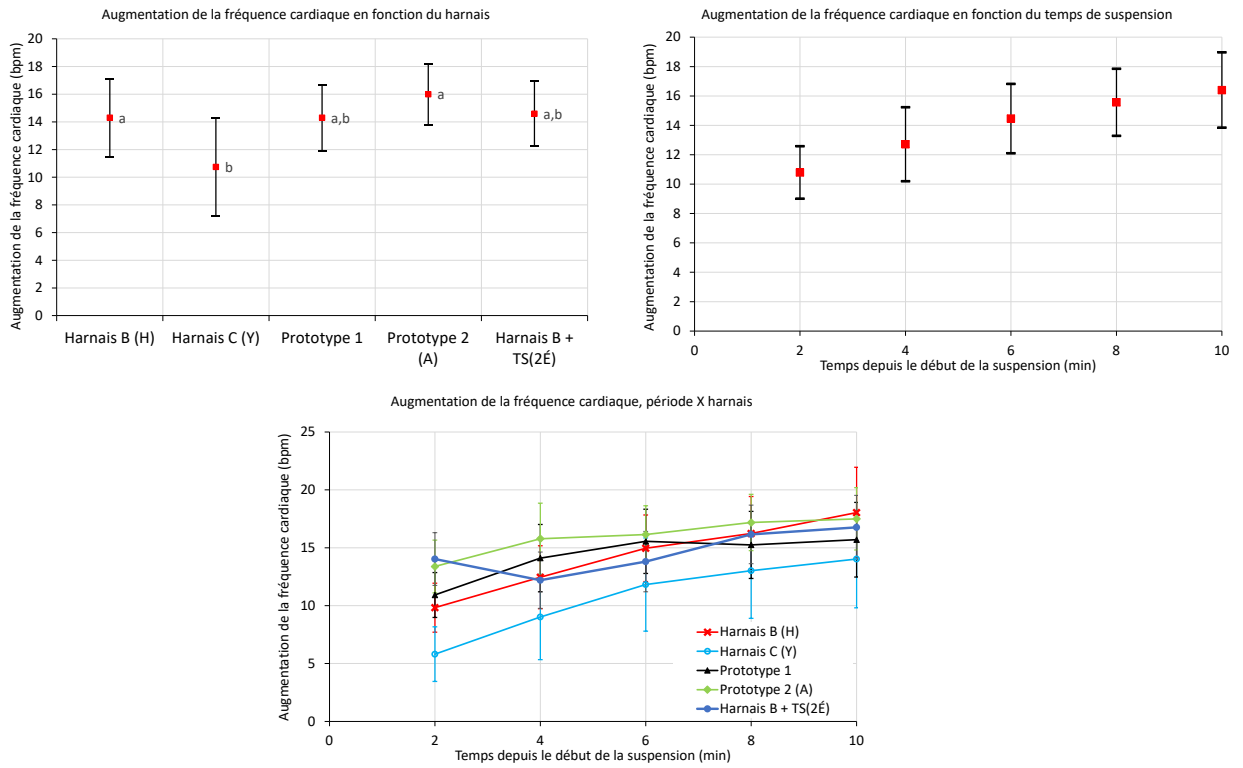 Augmentation de la fréquence cardiaque en fonction du harnais
Augmentation de la fréquence cardiaque (bpm)
20
18
16
14
12
10
8
6
4
2
0
a
b
a,b
a
a,b
Harnais B (H)
Harnais C (Y)
Prototype 1
Prototype 2
(A)
Harnais B +
TS(2É)
Augmentation de la fréquence cardiaque en fonction du temps de suspension
Augmentation de la fréquence cardiaque (bpm)
20
18
16
14
12
10
8
6
4
2
0
0
2
4
6
8
10
Temps depuis le début de la suspension (min)
Augmentation de la fréquence cardiaque, période X harnais
Augmentation de la fréquence cardiaque (bpm)
25
20
15
10
5
0
Harnais B (H)
Harnais C (Y)
Prototype 1
Prototype 2 (A)
Harnais B + TS(2É)
0
2
4
6
8
10
Temps depuis le début de la suspension (min)